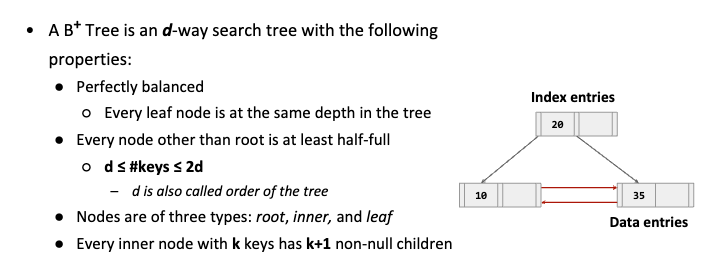 • A B⁺ Tree is an d-way search tree with the following
properties:
● Perfectly balanced
o Every leaf node is at the same depth in the tree
● Every node other than root is at least half-full
o d ≤ #keys ≤ 2d
– d is also called order of the tree
● Nodes are of three types: root, inner, and leaf
● Every inner node with k keys has k+1 non-null children
Index entries
20
10
35
Data entries